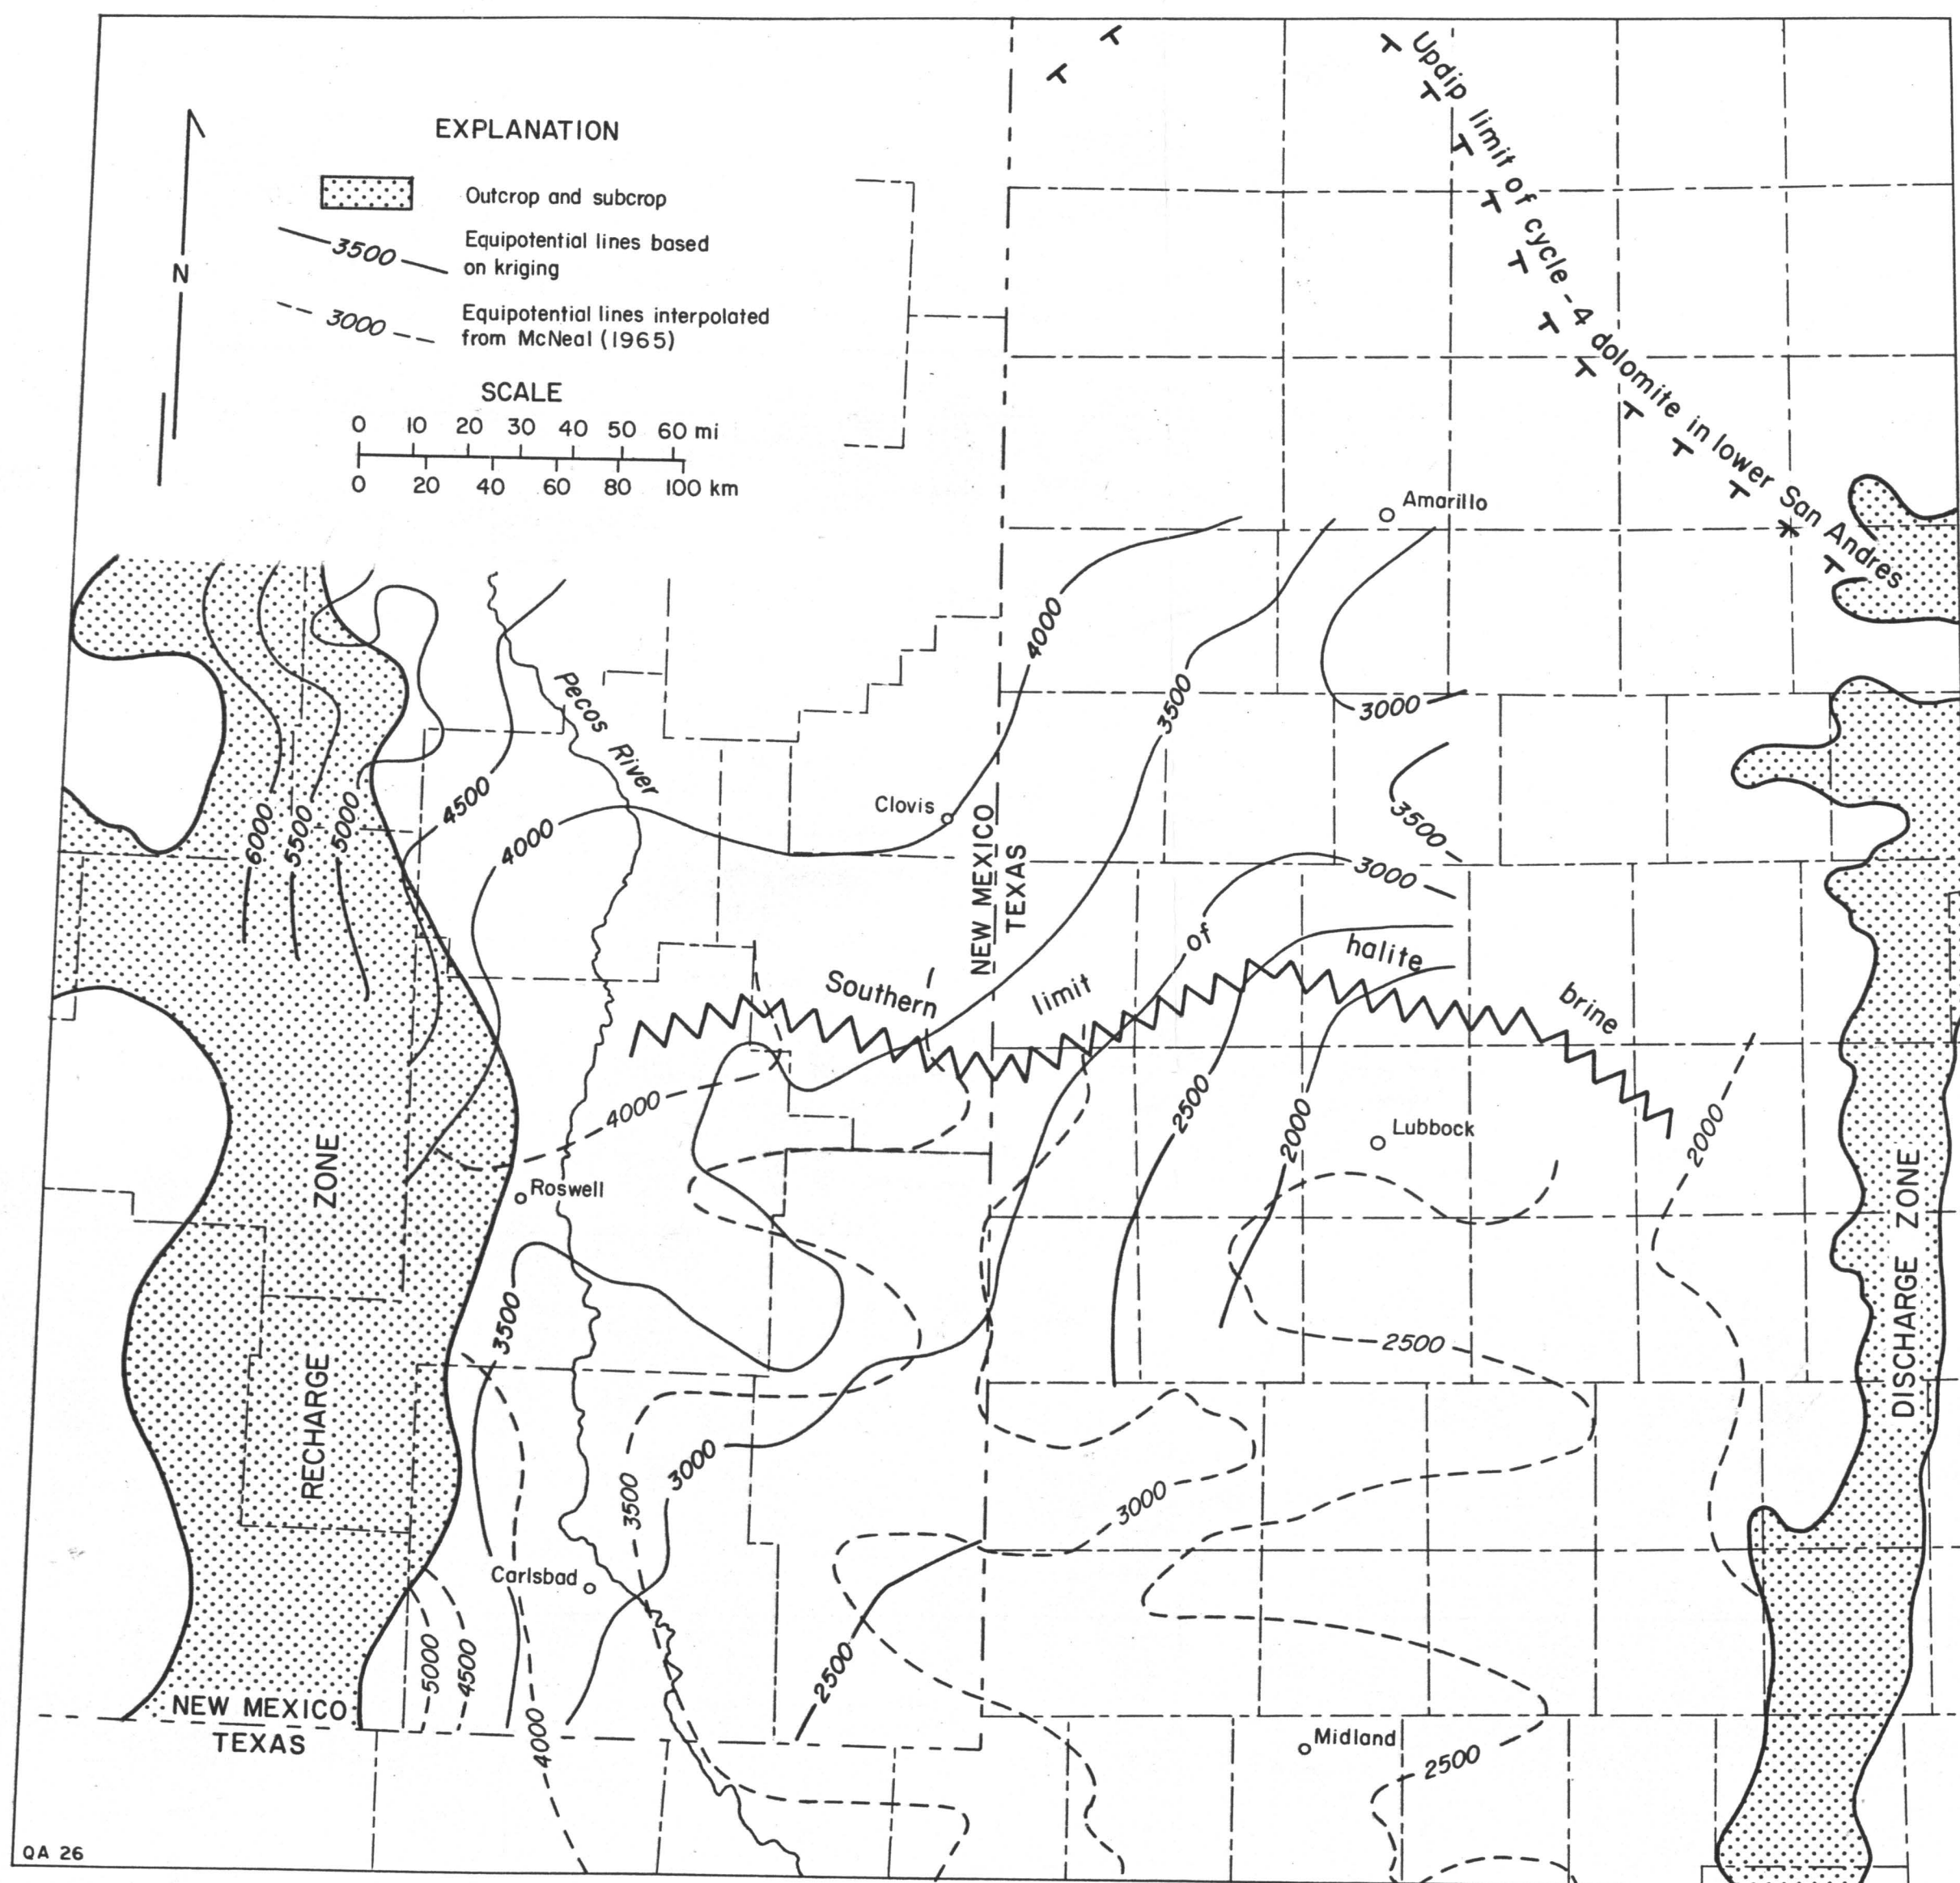 EXPLANATION
Outcrop and subcrop
3500
Equipotential lines based
on kriging
3000
Equipotential lines interpolated
from McNeal (1965)
SCALE
0 10 20 30 40 50 60 mi
0 20 40 60 80 100 km
N
Updip limit of cycle-4 dolomite in lower San Andres
Amarillo
Pecos River
4000
3500
3000
3500
3000
Clovis
NEW MEXICO
TEXAS
6000
5500
5000
4500
4000
Southern limit of halite brine
4000
2500
2000
2000
Lubbock
Roswell
RECHARGE ZONE
DISCHARGE ZONE
3500
2500
3000
3500
3000
Carlsbad
5000
4500
4000
2500
NEW MEXICO
TEXAS
Midland
2500
QA 26